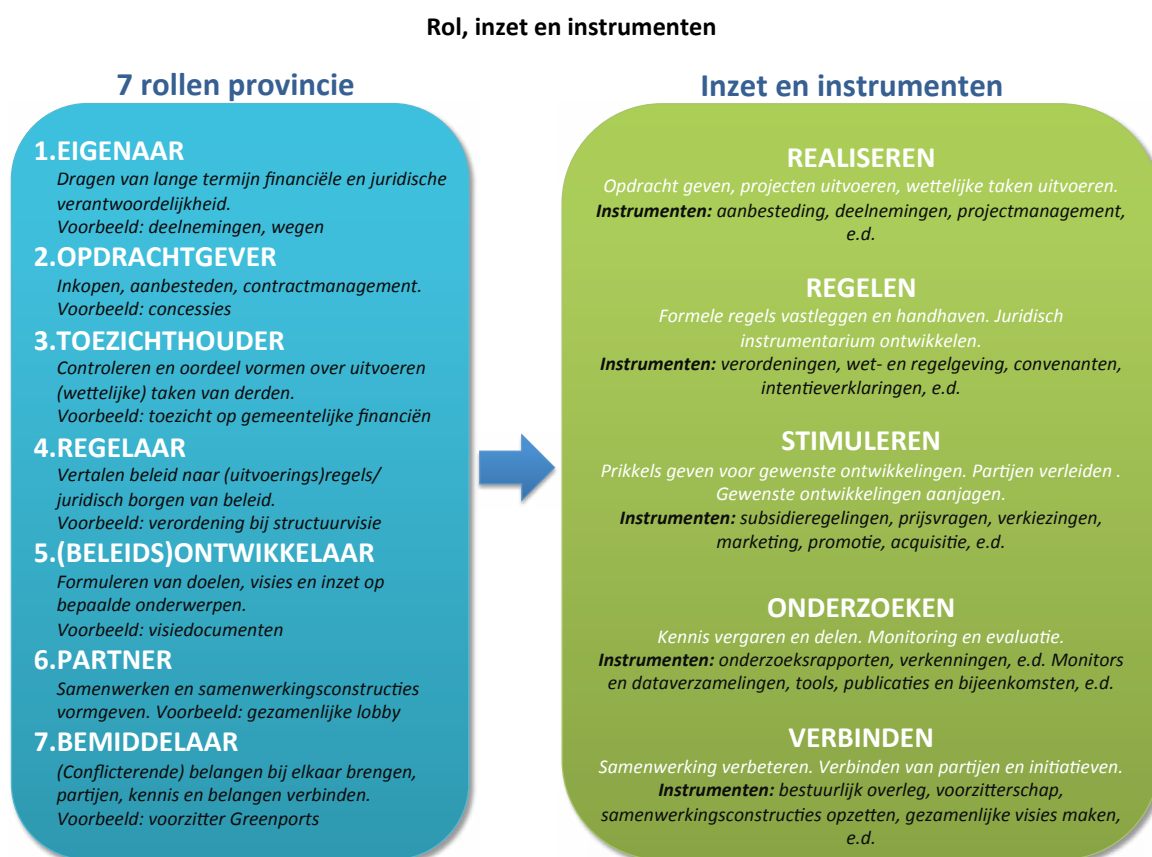 Rol, inzet en instrumenten
7 rollen provincie
1.EIGENAAR
Dragen van lange termijn financiële en juridische
verantwoordelijkheid.
Voorbeeld: deelnemingen, wegen
2.OPDRACHTGEVER
Inkopen, aanbesteden, contractmanagement.
Voorbeeld: concessies
3.TOEZICHTHOUDER
Controleren en oordeel vormen over uitvoeren
(wettelijke) taken van derden.
Voorbeeld: toezicht op gemeentelijke financiën
4.REGELAAR
Vertalen beleid naar (uitvoerings)regels/
juridisch borgen van beleid.
Voorbeeld: verordening bij structuurvisie
5.(BELEIDS)ONTWIKKELAAR
Formuleren van doelen, visies en inzet op
bepaalde onderwerpen.
Voorbeeld: visiedocumenten
6.PARTNER
Samenwerken en samenwerkingsconstructies
vormgeven. Voorbeeld: gezamenlijke lobby
7.BEMIDDELAAR
(Conflicterende) belangen bij elkaar brengen,
partijen, kennis en belangen verbinden.
Voorbeeld: voorzitter Greenports
Inzet en instrumenten
REALISEREN
Opdracht geven, projecten uitvoeren, wettelijke taken uitvoeren.
Instrumenten: aanbesteding, deelnemingen, projectmanagement,
e.d.
REGELEN
Formele regels vastleggen en handhaven. Juridisch
instrumentarium ontwikkelen.
Instrumenten: verordeningen, wet- en regelgeving, convenanten,
intentieverklaringen, e.d.
STIMULEREN
Prikkels geven voor gewenste ontwikkelingen. Partijen verleiden .
Gewenste ontwikkelingen aanjagen.
Instrumenten: subsidieregelingen, prijsvragen, verkiezingen,
marketing, promotie, acquisitie, e.d.
ONDERZOEKEN
Kennis vergaren en delen. Monitoring en evaluatie.
Instrumenten: onderzoeksrapporten, verkenningen, e.d. Monitors
en dataverzamelingen, tools, publicaties en bijeenkomsten, e.d.
VERBINDEN
Samenwerking verbeteren. Verbinden van partijen en initiatieven.
Instrumenten: bestuurlijk overleg, voorzitterschap,
samenwerkingsconstructies opzetten, gezamenlijke visies maken,
e.d.